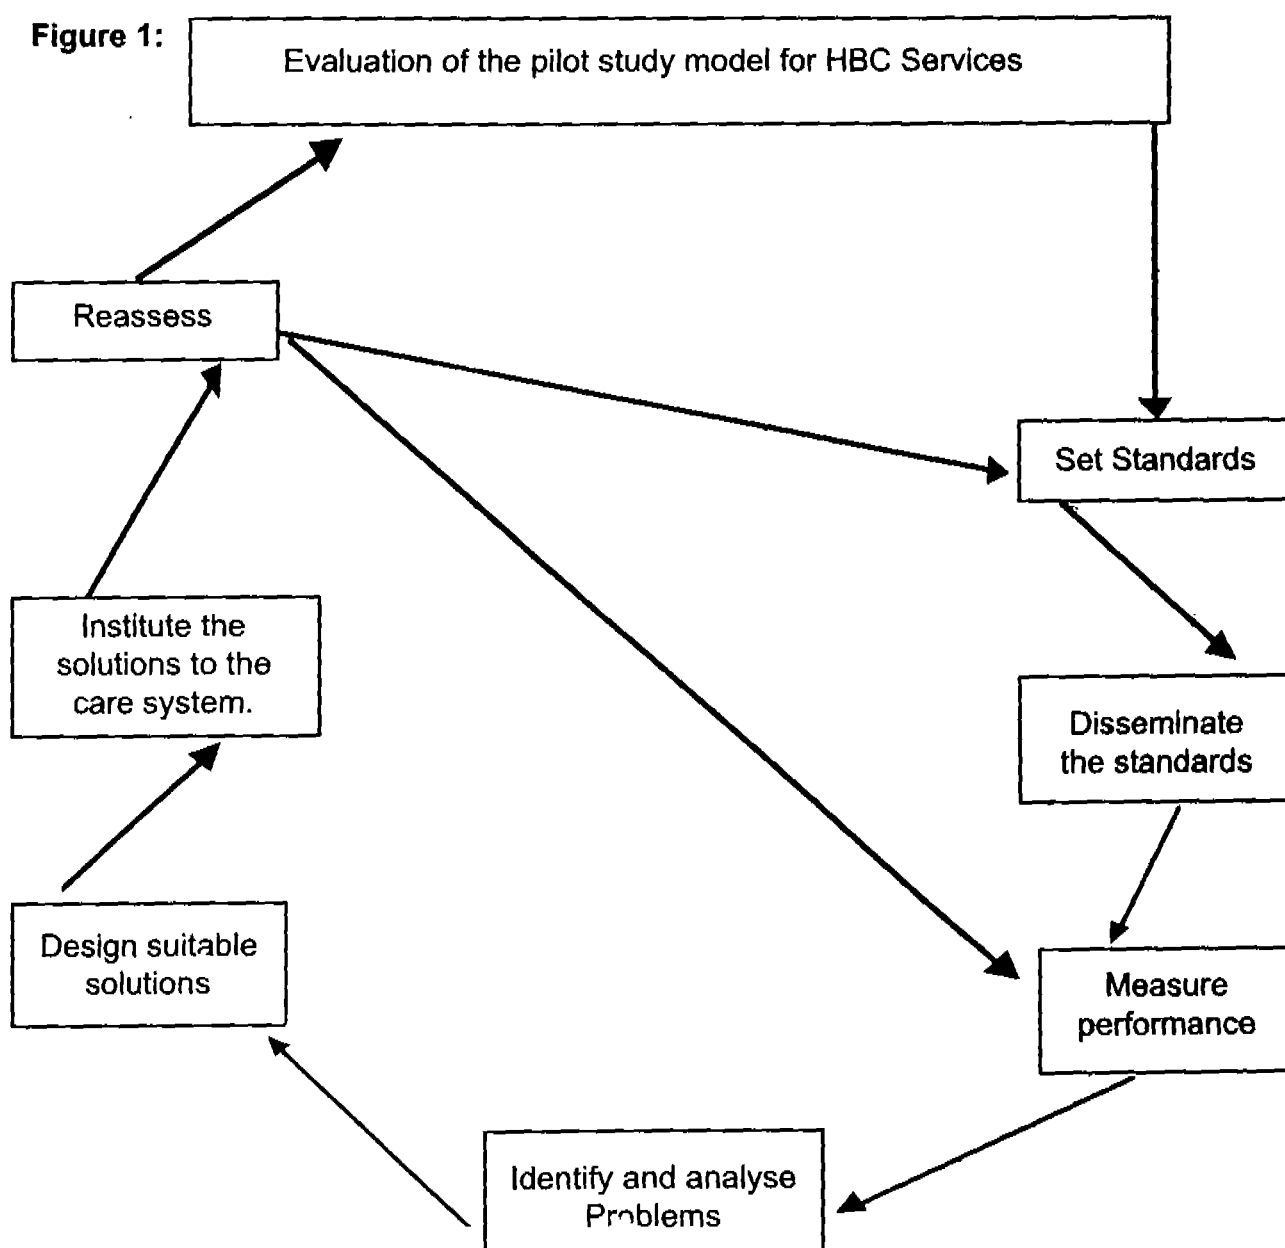 Figure 1:
Evaluation of the pilot study model for HBC Services
Reassess
Set Standards
Institute the
solutions to the
care system.
Disseminate
the standards
Design suitable
solutions
Measure
performance
Identify and analyse
Problems